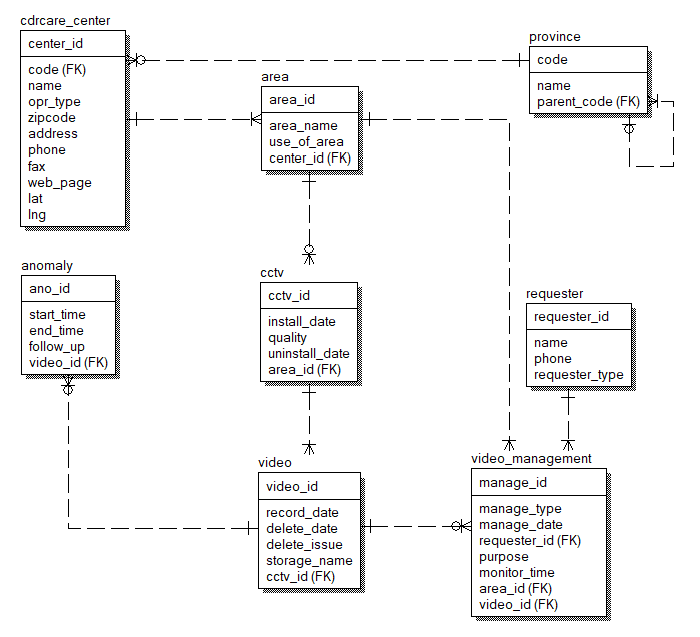 cdrcare_center
center_id
code (FK)
name
opr_type
zipcode
address
phone
fax
web_page
lat
lng
province
code
name
parent_code (FK)
area
area_id
area_name
use_of_area
center_id (FK)
anomaly
ano_id
start_time
end_time
follow_up
video_id (FK)
cctv
cctv_id
install_date
quality
uninstall_date
area_id (FK)
requester
requester_id
name
phone
requester_type
video
video_id
record_date
delete_date
delete_issue
storage_name
cctv_id (FK)
video_management
manage_id
manage_type
manage_date
requester_id (FK)
purpose
monitor_time
area_id (FK)
video_id (FK)